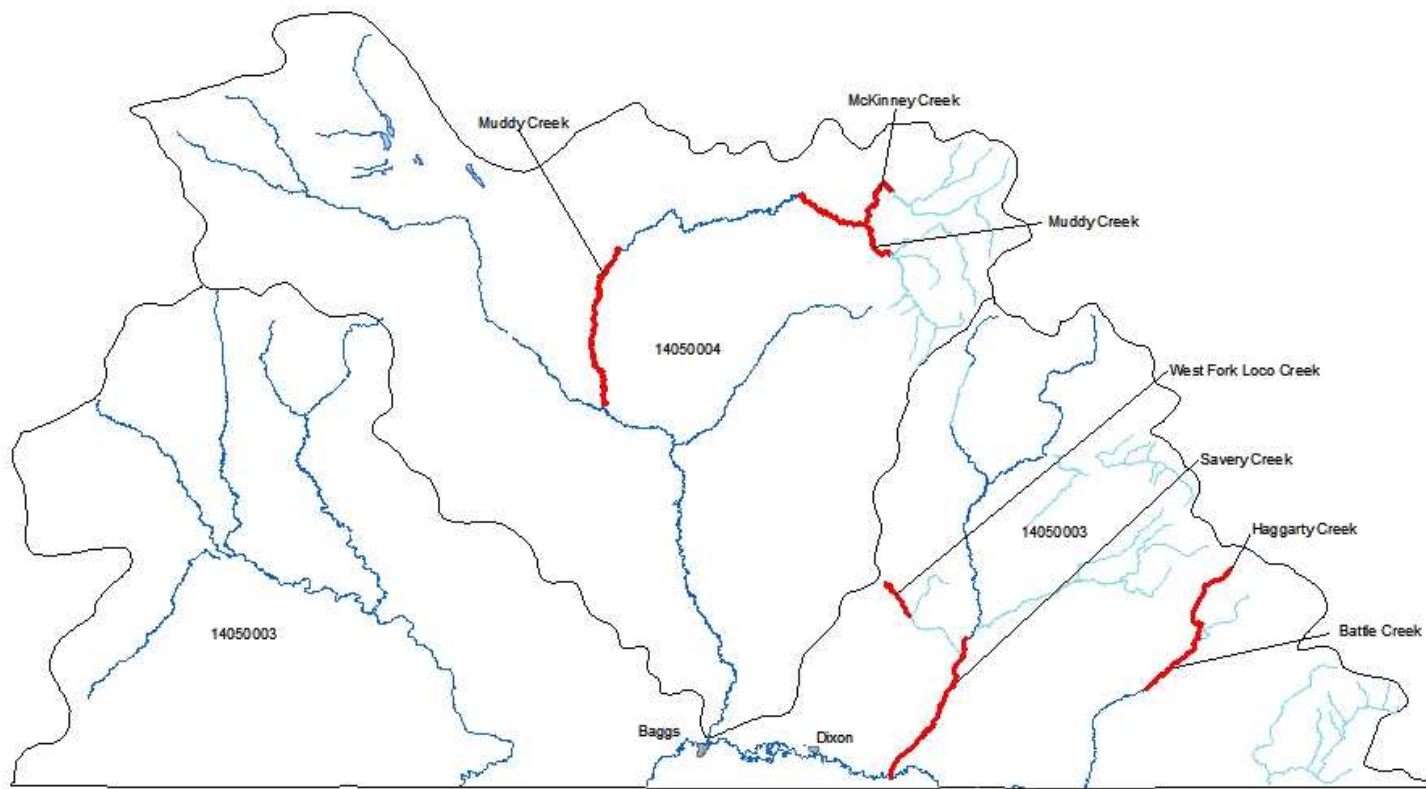 McKinney Creek
Muddy Creek
Muddy Creek
14050004
West Fork Loco Creek
Savery Creek
14050003
Haggarty Creek
14050003
Battle Creek
Baggs
Dixon